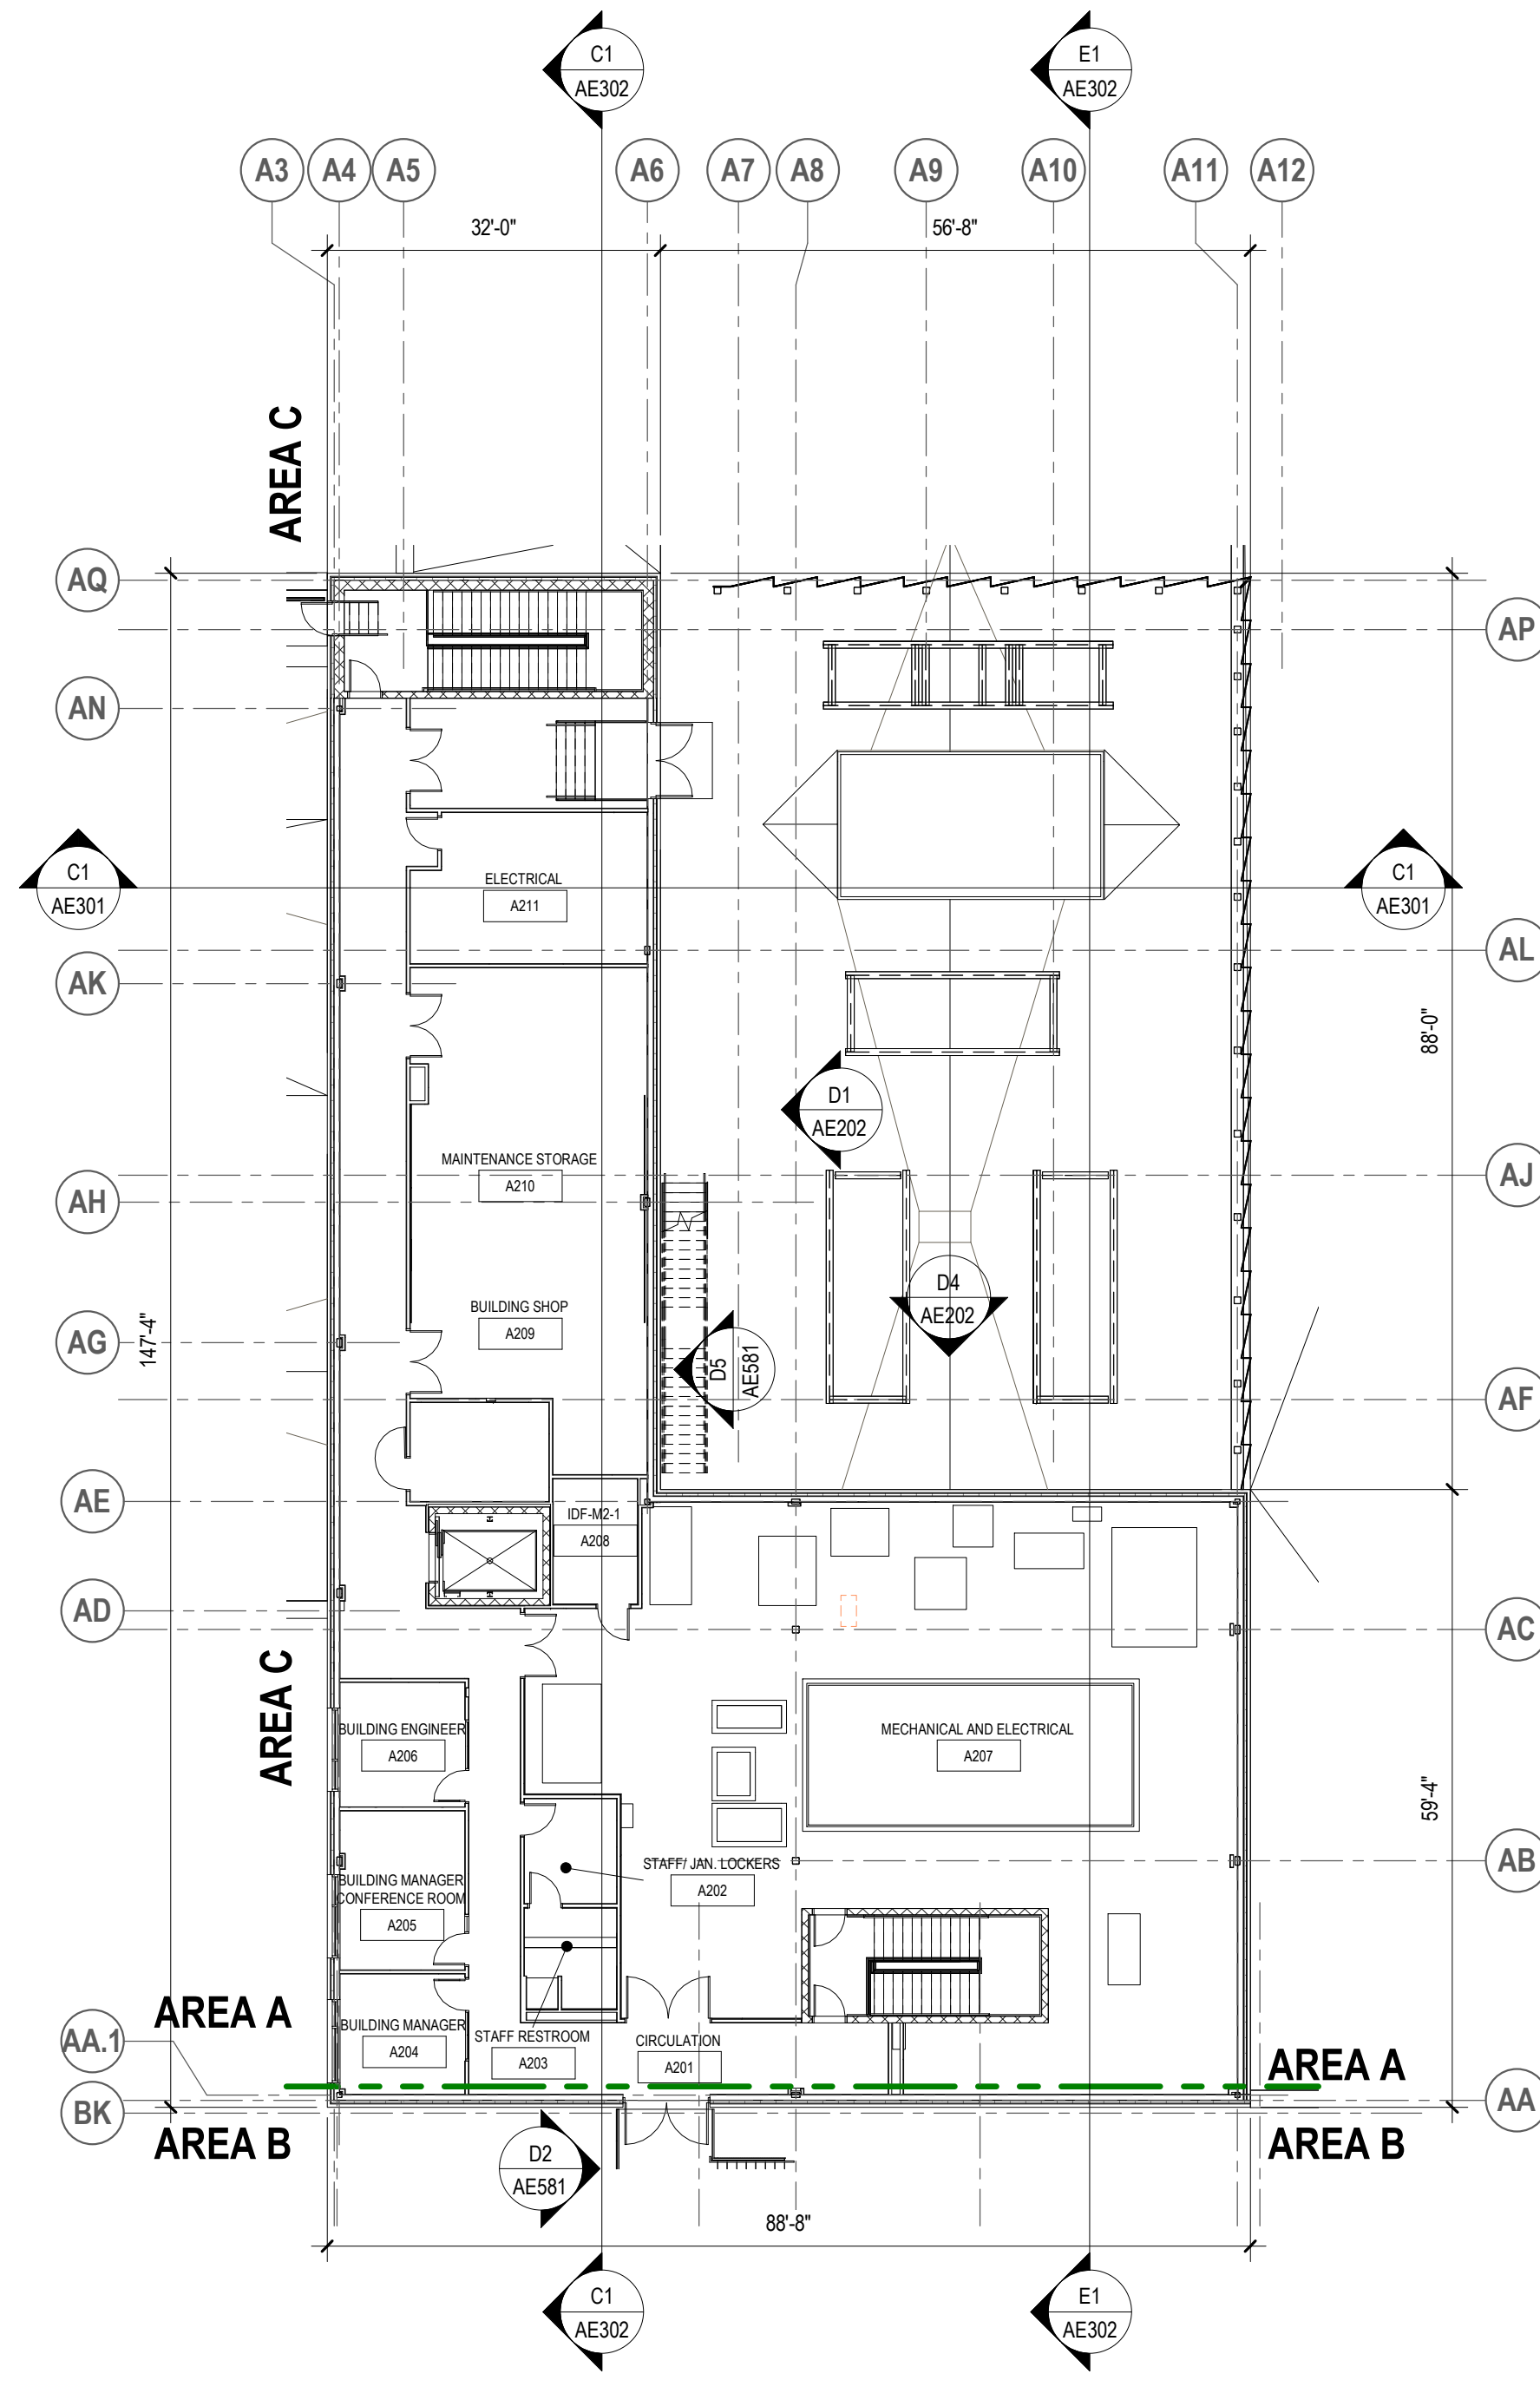 C1
AE302
E1
AE302
A3
A4
A5
A6
A7
A8
A9
A10
A11
A12
32'-0"
56'-8"
AREA C
AQ
AP
AN
C1
AE301
C1
AE301
ELECTRICAL
A211
AL
AK
88'-0"
D1
AE202
MAINTENANCE STORAGE
A210
AJ
AH
D4
AE202
BUILDING SHOP
A209
147'-4"
AG
D5
AE581
AF
AE
IDF-M2-1
A208
AD
AC
AREA C
BUILDING ENGINEER
A206
MECHANICAL AND ELECTRICAL
A207
59'-4"
STAFF/ JAN. LOCKERS
A202
AB
BUILDING MANAGER
CONFERENCE ROOM
A205
AREA A
BUILDING MANAGER
A204
STAFF RESTROOM
A203
CIRCULATION
A201
AA.1
AREA A
BK
AA
AREA B
AREA B
D2
AE581
88'-8"
C1
AE302
E1
AE302